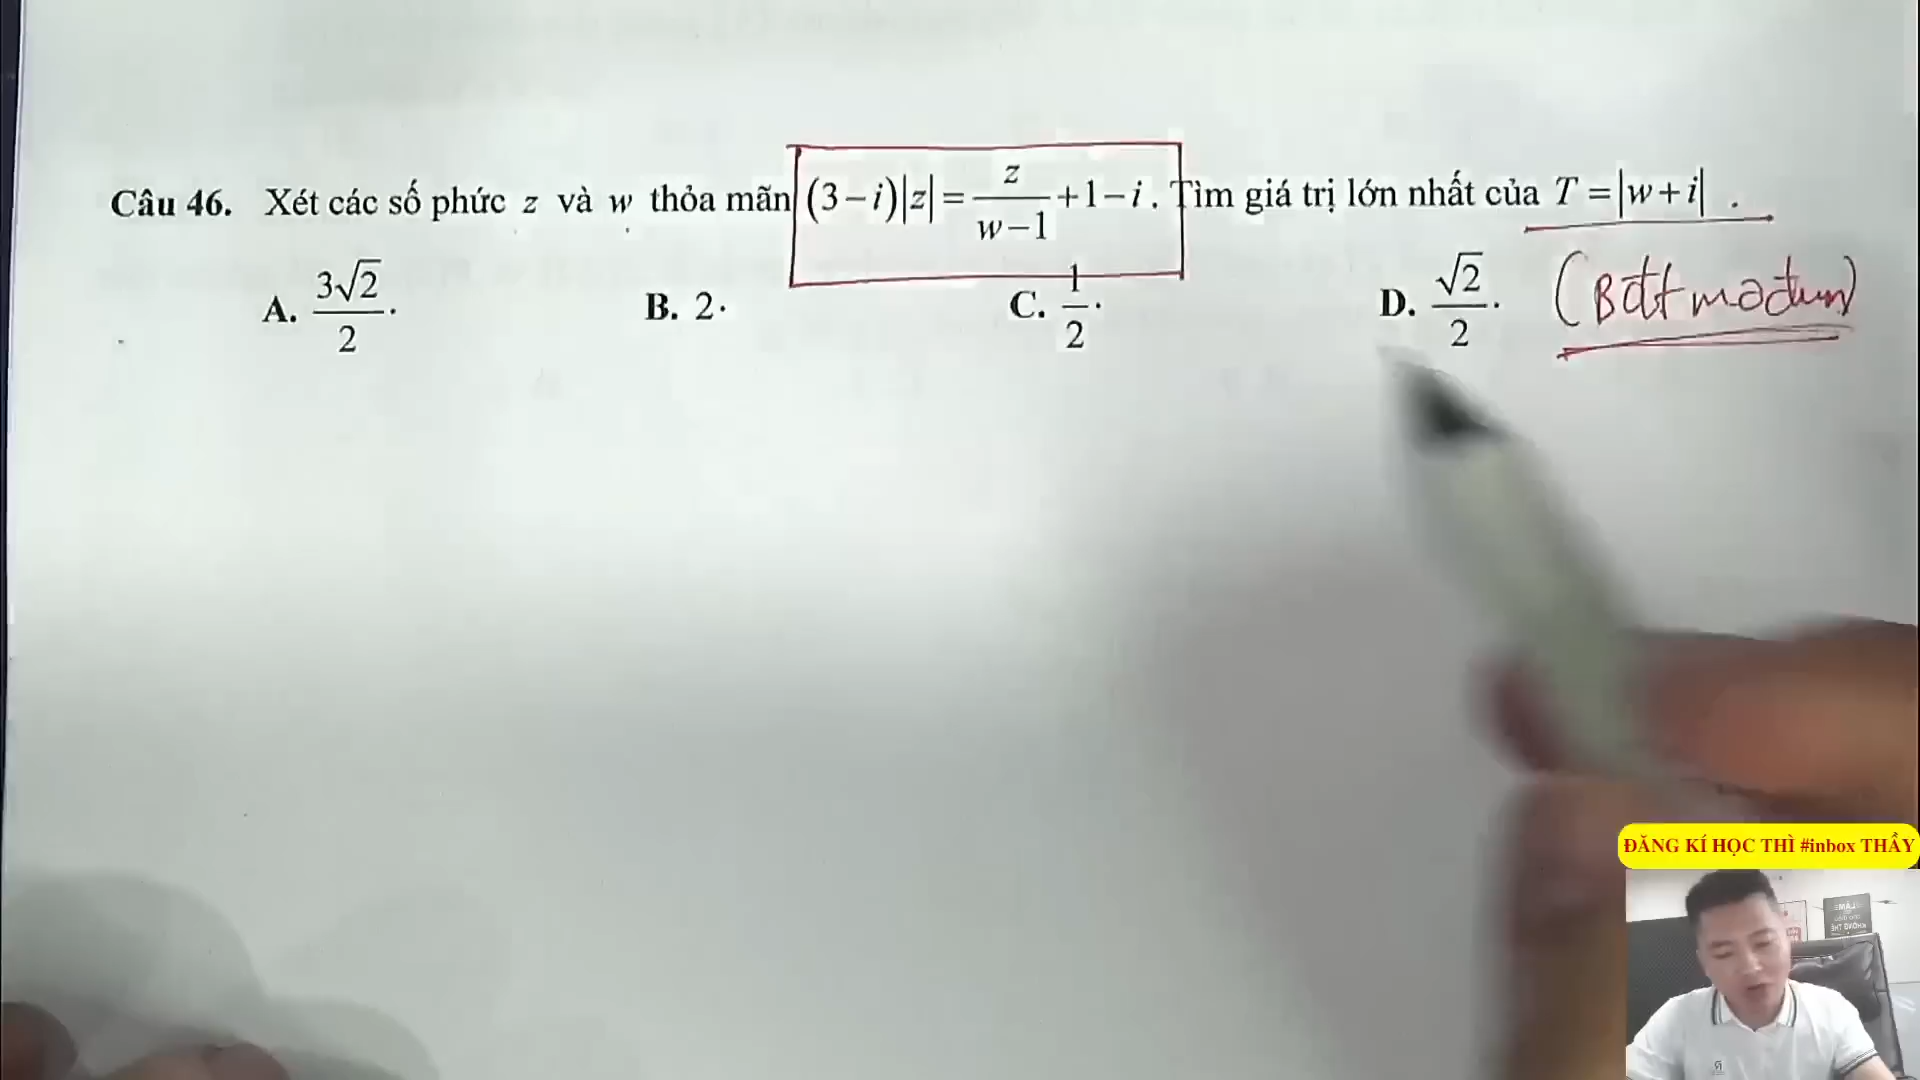 Câu 46. Xét các số phức z và w thỏa mãn (3-i)|z| = z/(w-1) + 1 - i. Tìm giá trị lớn nhất của T = |w+i|.
A. 3√2/2. B. 2. C. 1/2. D. √2/2. (Bđt modun)
ĐĂNG KÍ HỌC THÌ #inbox THẦY